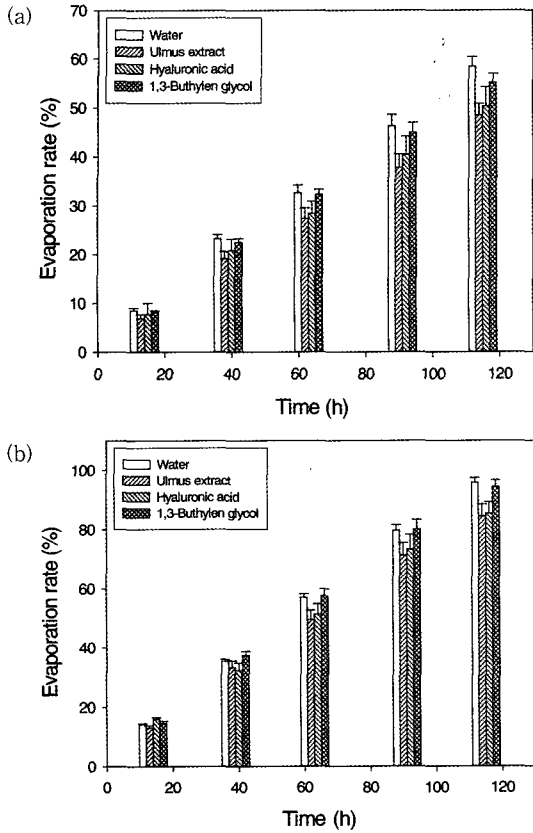 (a)
70
60
50
40
30
20
10
0
Evaporation rate (%)
Water
Ulmus extract
Hyaluronic acid
1,3-Buthylen glycol
0 20 40 60 80 100 120
Time (h)
(b)
100
80
60
40
20
0
Evaporation rate (%)
Water
Ulmus extract
Hyaluronic acid
1,3-Buthylen glycol
0 20 40 60 80 100 120
Time (h)